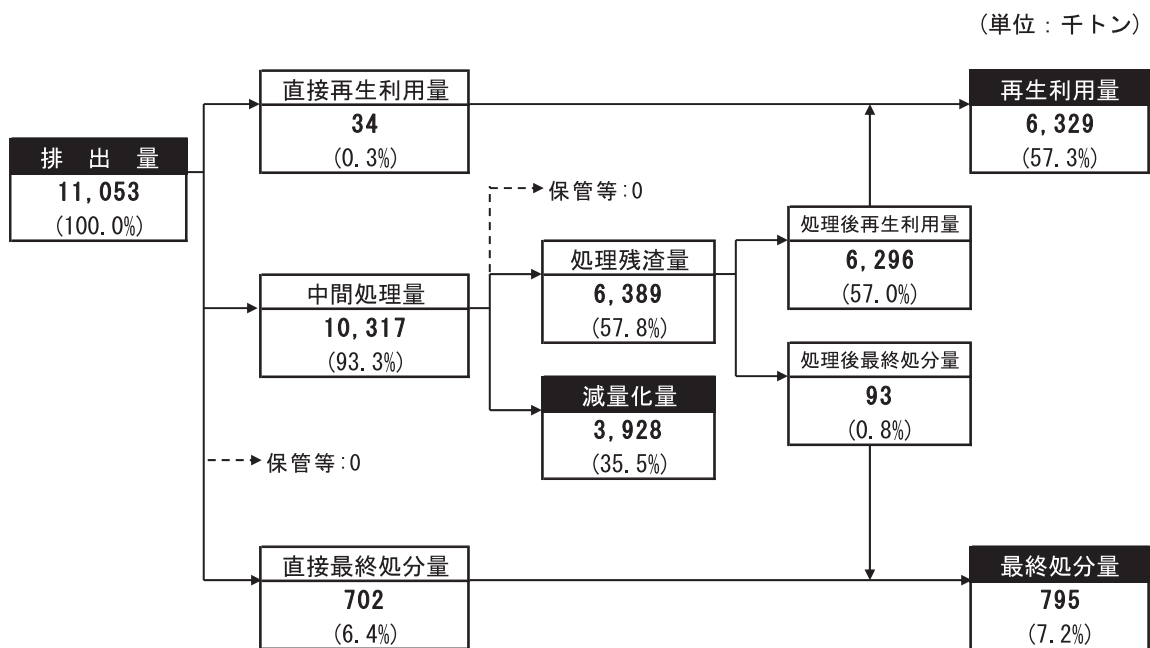 (単位：千トン)
排出量
11,053
(100.0%)
直接再生利用量
34
(0.3%)
中間処理量
10,317
(93.3%)
保管等:0
直接最終処分量
702
(6.4%)
保管等:0
処理残渣量
6,389
(57.8%)
減量化量
3,928
(35.5%)
処理後再生利用量
6,296
(57.0%)
処理後最終処分量
93
(0.8%)
再生利用量
6,329
(57.3%)
最終処分量
795
(7.2%)